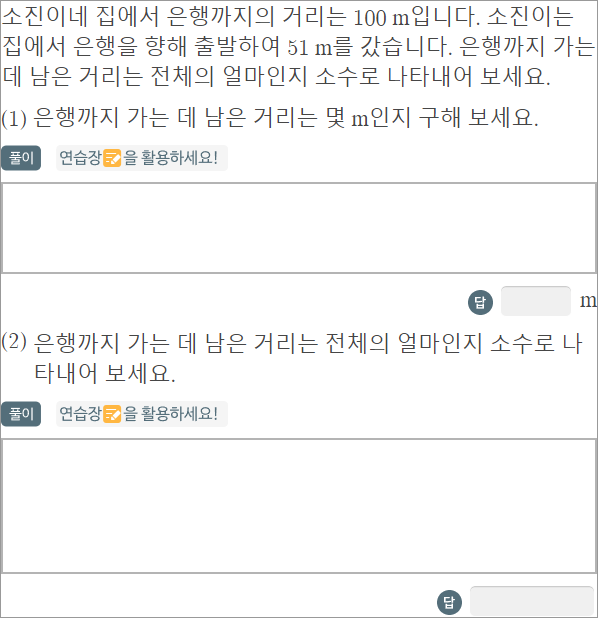 소진이네 집에서 은행까지의 거리는 100 m입니다. 소진이는
집에서 은행을 향해 출발하여 51 m를 갔습니다. 은행까지 가는
데 남은 거리는 전체의 얼마인지 소수로 나타내어 보세요.
(1) 은행까지 가는 데 남은 거리는 몇 m인지 구해 보세요.
풀이 연습장을 활용하세요!
답 m
(2) 은행까지 가는 데 남은 거리는 전체의 얼마인지 소수로 나
타내어 보세요.
풀이 연습장을 활용하세요!
답